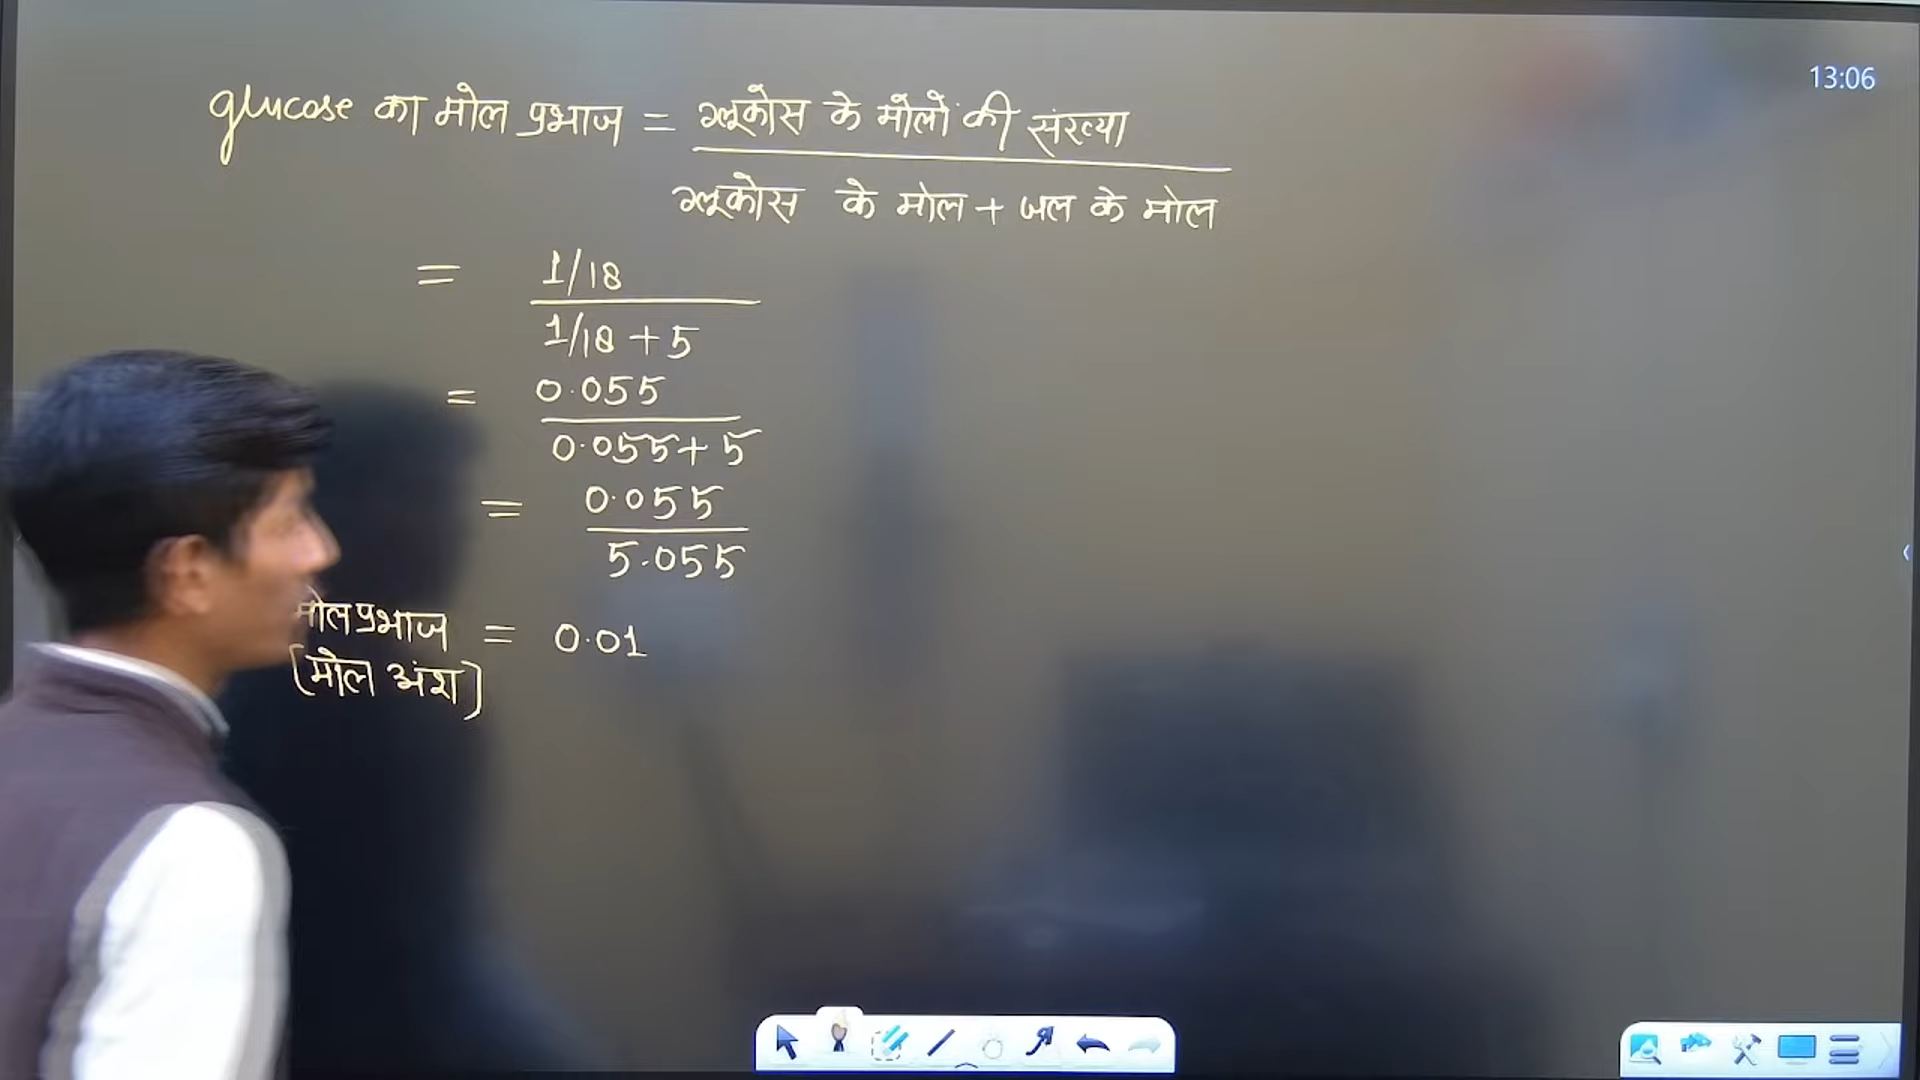 13:06
glucose का मोल प्रभाज = ग्लूकोस के मोलों की संख्या
ग्लूकोस के मोल + जल के मोल
= 1/18
1/18 + 5
= 0.055
0.055 + 5
= 0.055
5.055
मोल प्रभाज = 0.01
[मोल अंश]